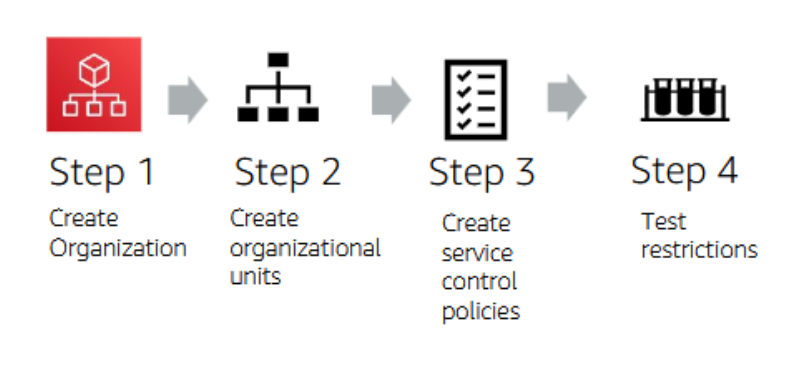 Step 1
Create
Organization
Step 2
Create
organizational
units
Step 3
Create
service
control
policies
Step 4
Test
restrictions